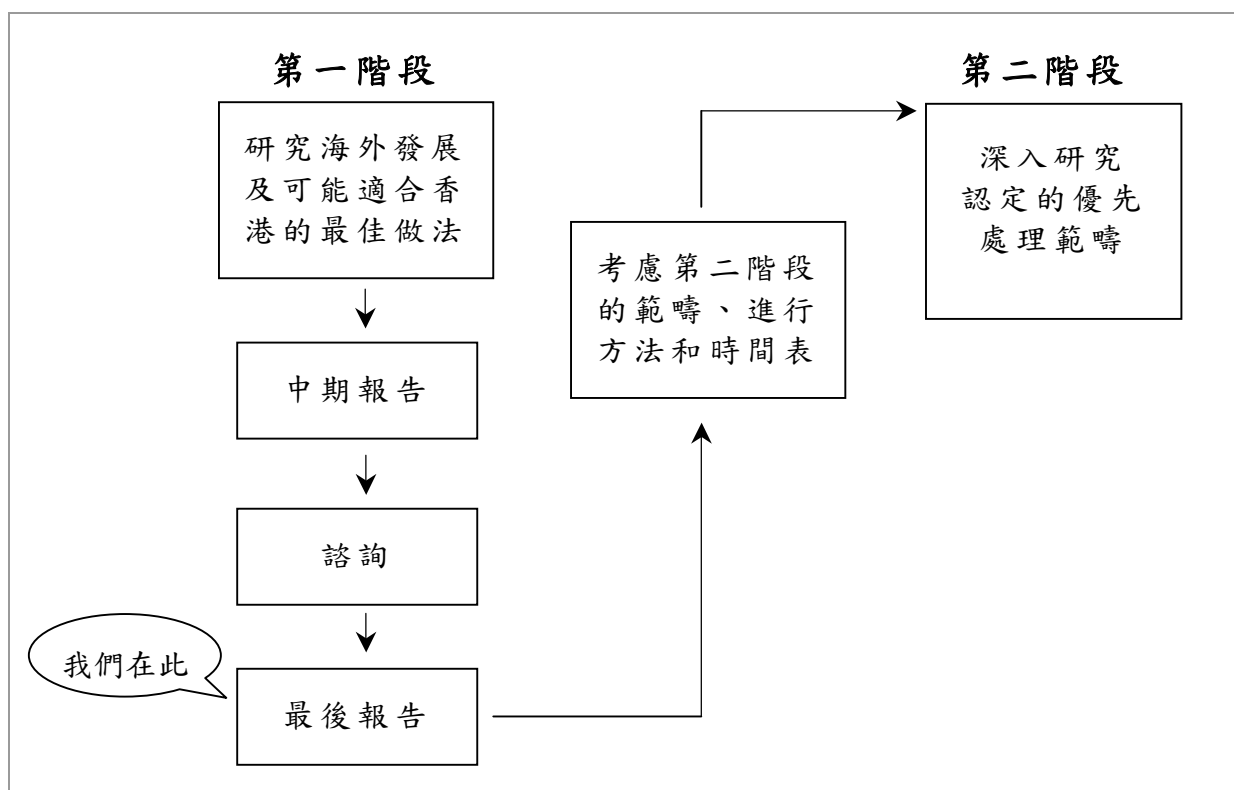 第一階段
研究海外發展
及可能適合香
港的最佳做法
中期報告
諮詢
我們在此
最後報告
考慮第二階段
的範疇、進行
方法和時間表
第二階段
深入研究
認定的優先
處理範疇